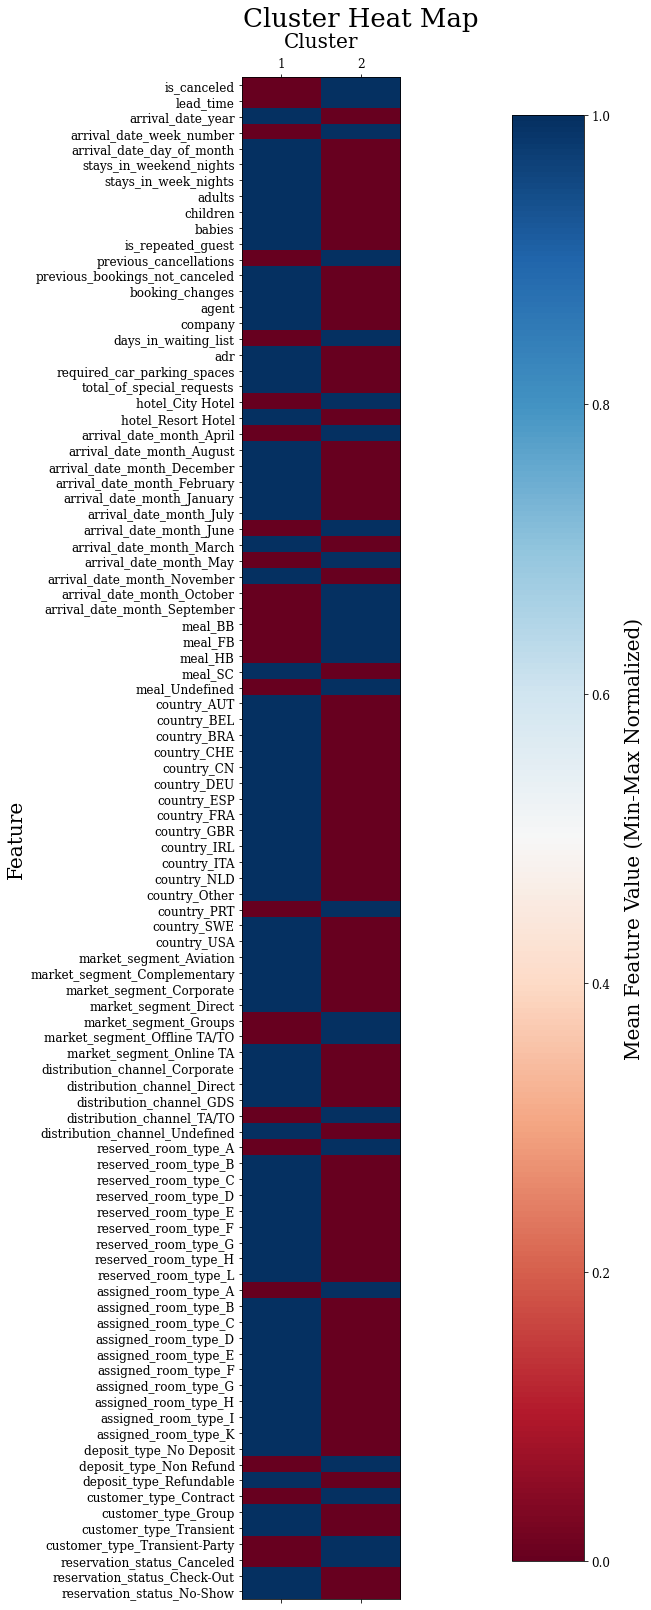 Cluster Heat Map
Cluster
1 2
is_canceled
lead_time
arrival_date_year
arrival_date_week_number
arrival_date_day_of_month
stays_in_weekend_nights
stays_in_week_nights
adults
children
babies
is_repeated_guest
previous_cancellations
previous_bookings_not_canceled
booking_changes
agent
company
days_in_waiting_list
adr
required_car_parking_spaces
total_of_special_requests
hotel_City Hotel
hotel_Resort Hotel
arrival_date_month_April
arrival_date_month_August
arrival_date_month_December
arrival_date_month_February
arrival_date_month_January
arrival_date_month_July
arrival_date_month_June
arrival_date_month_March
arrival_date_month_May
arrival_date_month_November
arrival_date_month_October
arrival_date_month_September
meal_BB
meal_FB
meal_HB
meal_SC
meal_Undefined
country_AUT
country_BEL
country_BRA
country_CHE
country_CN
country_DEU
country_ESP
country_FRA
country_GBR
country_IRL
country_ITA
country_NLD
country_Other
country_PRT
country_SWE
country_USA
market_segment_Aviation
market_segment_Complementary
market_segment_Corporate
market_segment_Direct
market_segment_Groups
market_segment_Offline TA/TO
market_segment_Online TA
distribution_channel_Corporate
distribution_channel_Direct
distribution_channel_GDS
distribution_channel_TA/TO
distribution_channel_Undefined
reserved_room_type_A
reserved_room_type_B
reserved_room_type_C
reserved_room_type_D
reserved_room_type_E
reserved_room_type_F
reserved_room_type_G
reserved_room_type_H
reserved_room_type_L
assigned_room_type_A
assigned_room_type_B
assigned_room_type_C
assigned_room_type_D
assigned_room_type_E
assigned_room_type_F
assigned_room_type_G
assigned_room_type_H
assigned_room_type_I
assigned_room_type_K
deposit_type_No Deposit
deposit_type_Non Refund
deposit_type_Refundable
customer_type_Contract
customer_type_Group
customer_type_Transient
customer_type_Transient-Party
reservation_status_Canceled
reservation_status_Check-Out
reservation_status_No-Show
Feature
1.0
0.8
0.6
0.4
0.2
0.0
Mean Feature Value (Min-Max Normalized)